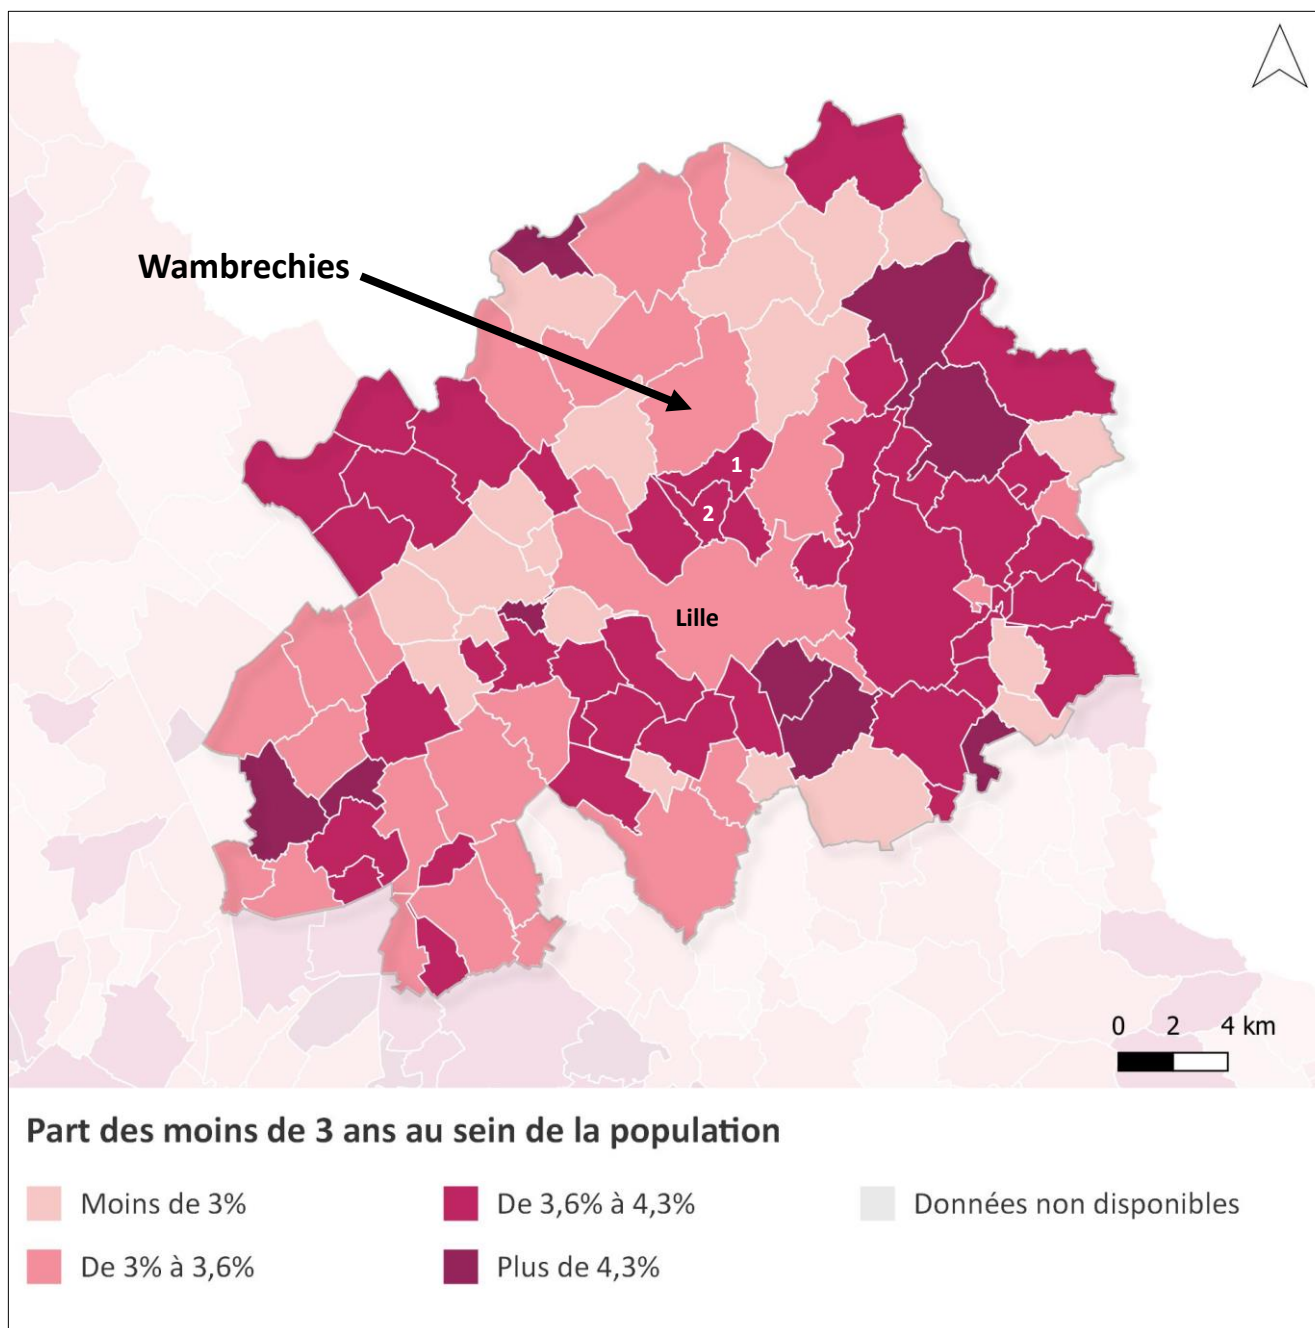 Wambrechies
1
2
Lille
0 2 4 km
Part des moins de 3 ans au sein de la population
Moins de 3%
De 3,6% à 4,3%
Données non disponibles
De 3% à 3,6%
Plus de 4,3%